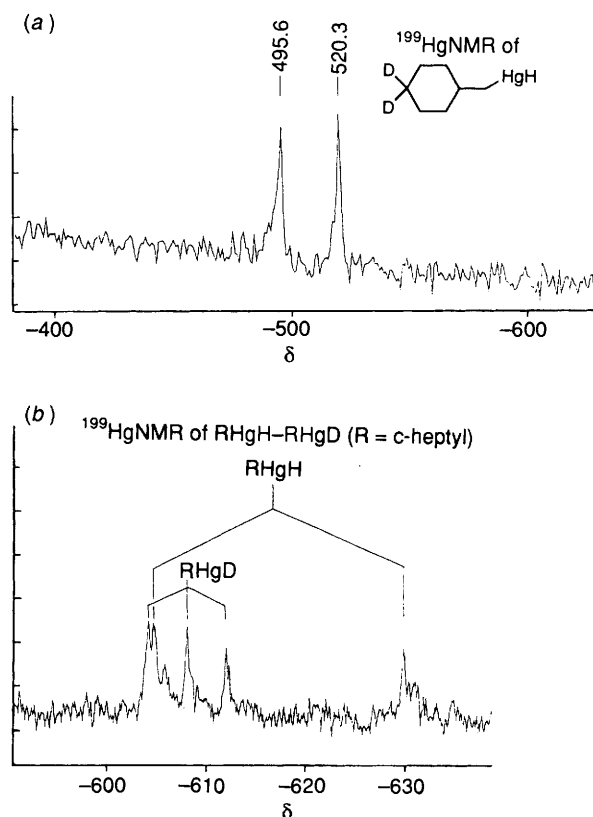 (a)
495.6
520.3
199HgNMR of
D
D
HgH
−400
−500
−600
δ
(b)
199HgNMR of RHgH–RHgD (R = c-heptyl)
RHgH
RHgD
−600
−610
−620
−630
δ